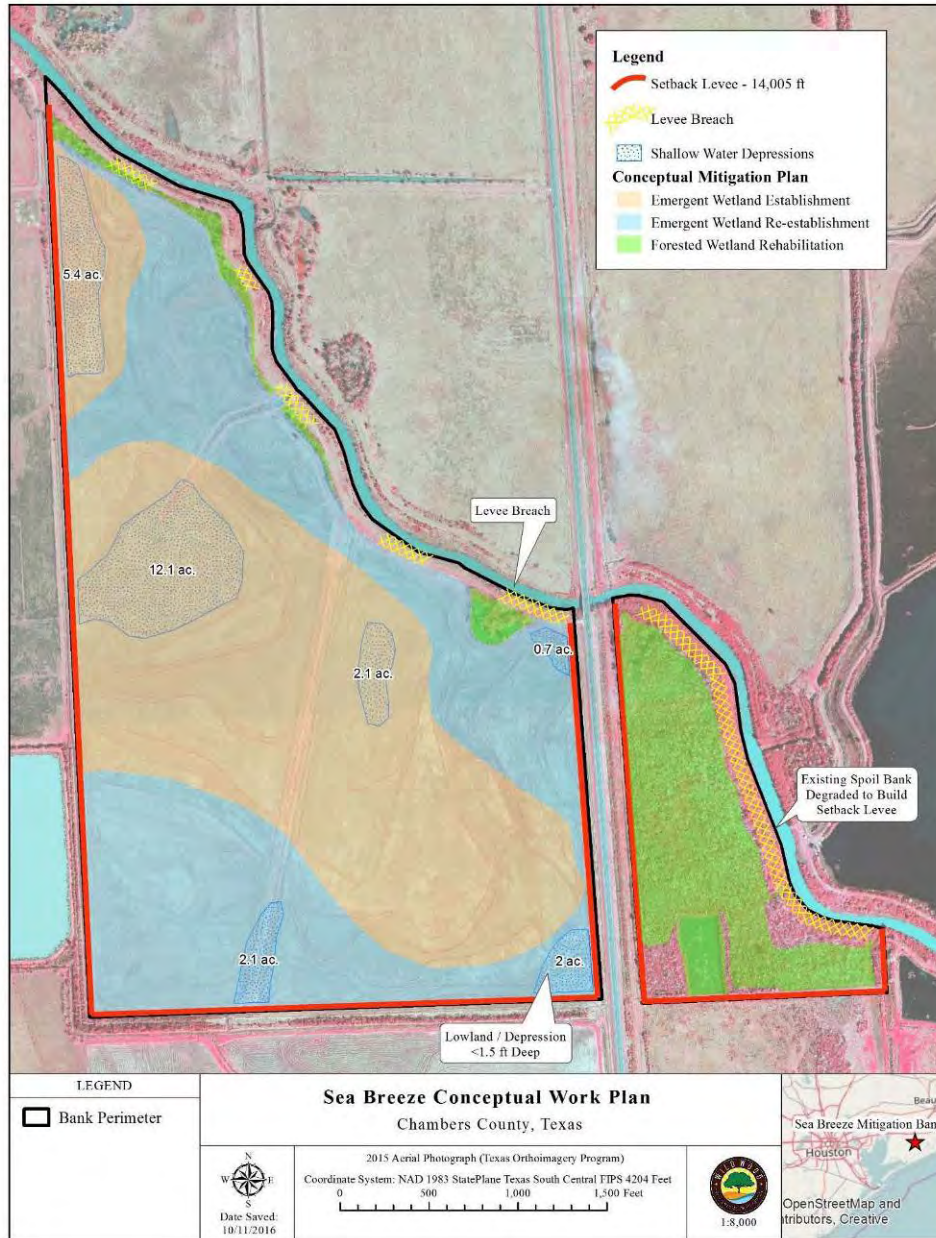 Legend
Setback Levee - 14,005 ft
Levee Breach
Shallow Water Depressions
Conceptual Mitigation Plan
Emergent Wetland Establishment
Emergent Wetland Re-establishment
Forested Wetland Rehabilitation
5.4 ac.
12.1 ac.
Levee Breach
2.1 ac.
0.7 ac.
Existing Spoil Bank
Degraded to Build
Setback Levee
2.1 ac.
2 ac.
Lowland / Depression
<1.5 ft Deep
LEGEND
Bank Perimeter
Sea Breeze Conceptual Work Plan
Chambers County, Texas
N
W E
S
Date Saved:
10/11/2016
2015 Aerial Photograph (Texas Orthoimagery Program)
Coordinate System: NAD 1983 StatePlane Texas South Central FIPS 4204 Feet
0 500 1,000 1,500 Feet
WILDWOOD
1:8,000
Beau
Sea Breeze Mitigation Ban
Houston
OpenStreetMap and
tributors, Creative